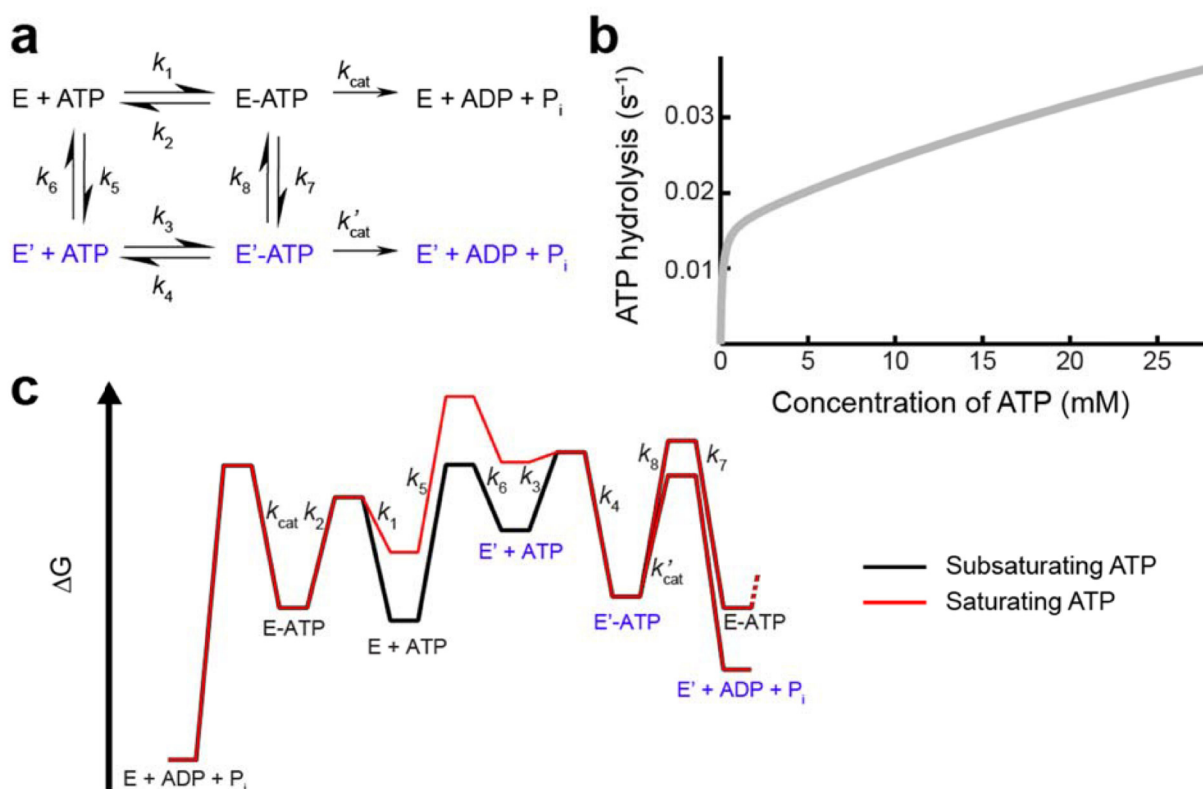 a
k1
kcat
E + ATP
E-ATP
E + ADP + Pi
k2
k6
k5
k8
k7
k3
k'cat
E' + ATP
E'-ATP
E' + ADP + Pi
k4
b
ATP hydrolysis (s−1)
0.03
0.02
0.01
0 5 10 15 20 25
Concentration of ATP (mM)
c
ΔG
kcat
k2
k1
k5
k6
k3
k4
k8
k7
k'cat
E-ATP
E + ATP
E' + ATP
E'-ATP
E-ATP
E' + ADP + Pi
E + ADP + Pi
Subsaturating ATP
Saturating ATP